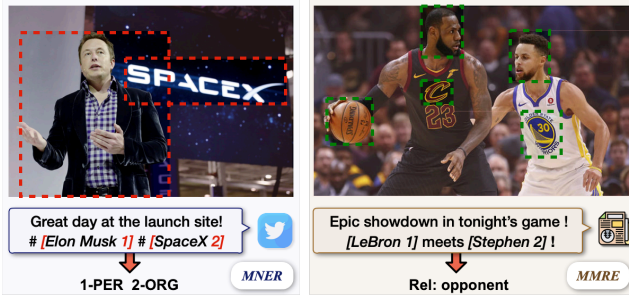 SPACEX
Great day at the launch site!
# [Elon Musk 1] # [SpaceX 2]
1-PER 2-ORG
MNER
SPALDING
C
23
30
Epic showdown in tonight's game !
[LeBron 1] meets [Stephen 2] !
Rel: opponent
MMRE